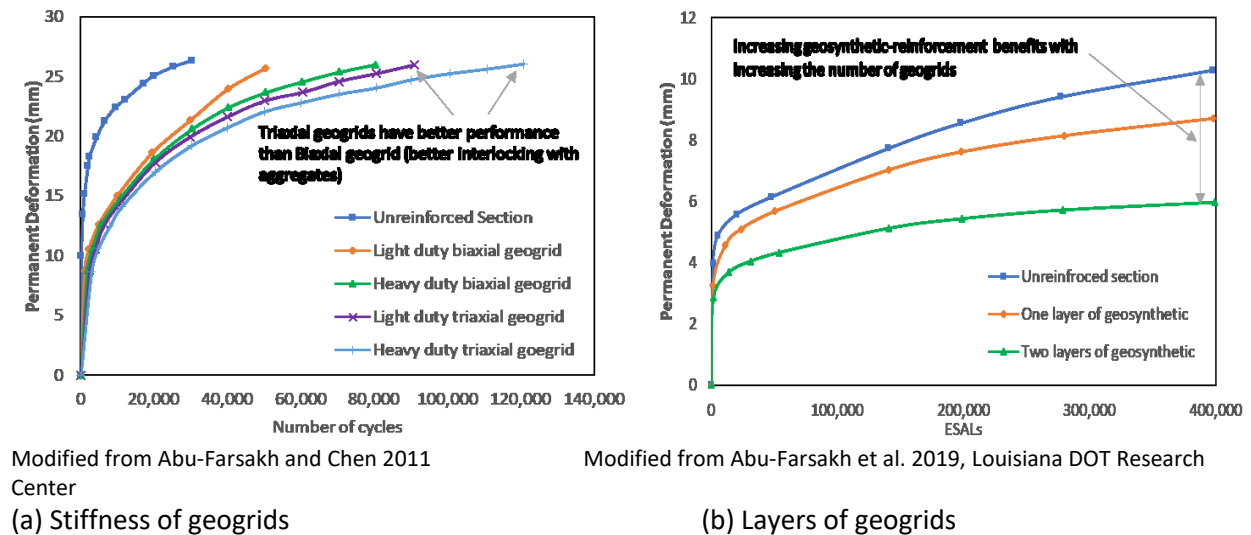 30
25
20
15
10
5
0
Permanent Deformation (mm)
0
20,000
40,000
60,000
80,000
100,000
120,000
140,000
Number of cycles
Triaxial geogrids have better performance
than Biaxial geogrid (better interlocking with
aggregates)
Unreinforced Section
Light duty biaxial geogrid
Heavy duty biaxial geogrid
Light duty triaxial geogrid
Heavy duty triaxial goegrid
12
10
8
6
4
2
0
Permanent Deformation (mm)
0
100,000
200,000
300,000
400,000
ESALs
Increasing geosynthetic-reinforcement benefits with
increasing the number of geogrids
Unreinfroced section
One layer of geosynthetic
Two layers of geosynthetic
Modified from Abu-Farsakh and Chen 2011
Modified from Abu-Farsakh et al. 2019, Louisiana DOT Research
Center
(a) Stiffness of geogrids
(b) Layers of geogrids